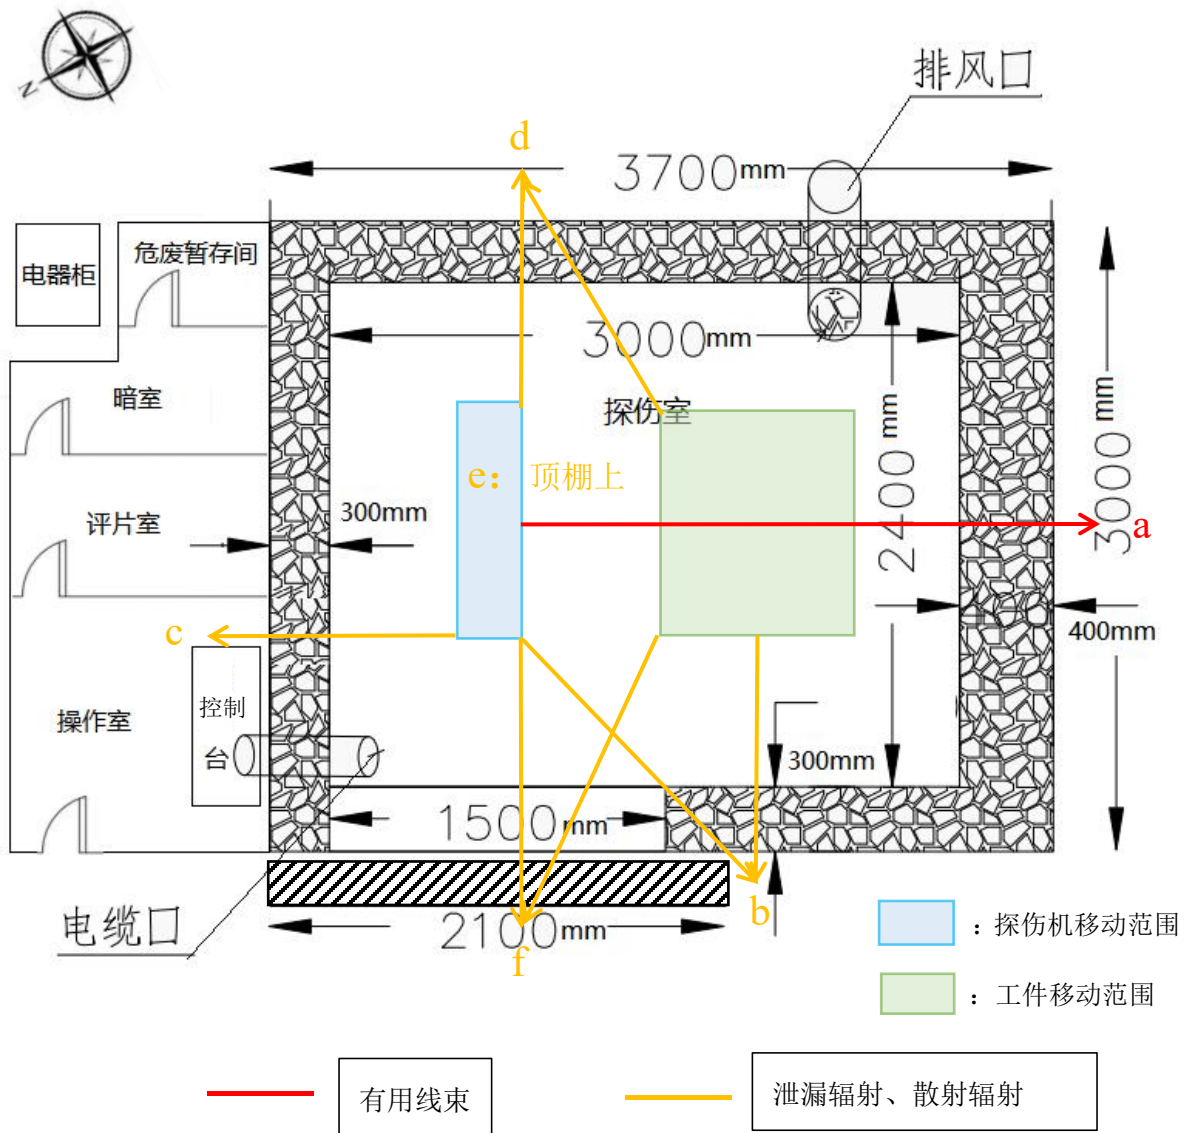 N
排风口
d
3700mm
电器柜
危废暂存间
3000mm
暗室
探伤室
e： 顶棚上
评片室
300mm
2400 mm
3000 mm
a
c
400mm
操作室
控制
台
300mm
1500mm
电缆口
2100mm
b
f
：探伤机移动范围
：工件移动范围
有用线束
泄漏辐射、散射辐射